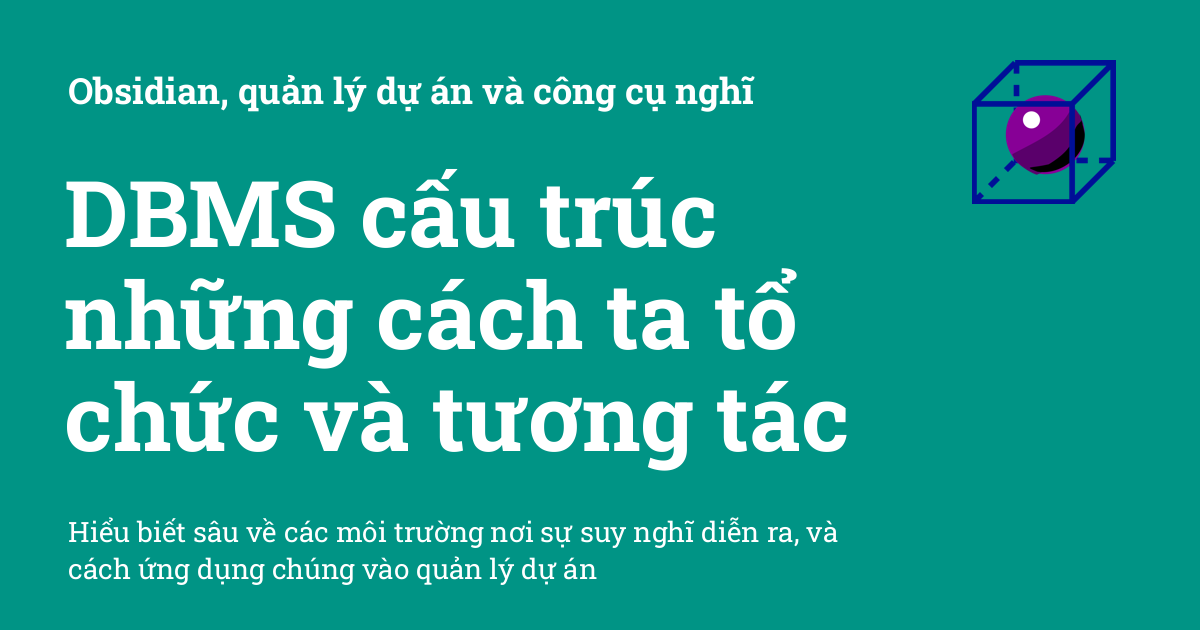 Obsidian, quản lý dự án và công cụ nghĩ
DBMS cấu trúc
những cách ta tổ
chức và tương tác
Hiểu biết sâu về các môi trường nơi sự suy nghĩ diễn ra, và
cách ứng dụng chúng vào quản lý dự án